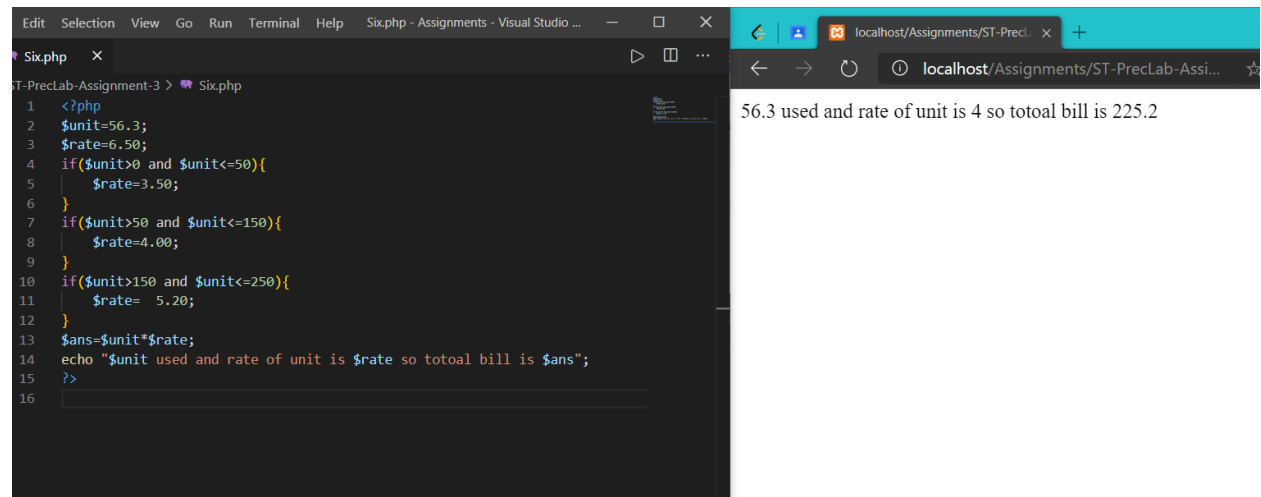 Edit Selection View Go Run Terminal Help Six.php - Assignments - Visual Studio ...
Six.php
ST-PrecLab-Assignment-3 > Six.php
1 <?php
2 $unit=56.3;
3 $rate=6.50;
4 if($unit>0 and $unit<=50){
5 $rate=3.50;
6 }
7 if($unit>50 and $unit<=150){
8 $rate=4.00;
9 }
10 if($unit>150 and $unit<=250){
11 $rate=  5.20;
12 }
13 $ans=$unit*$rate;
14 echo "$unit used and rate of unit is $rate so totoal bill is $ans";
15 ?>
16
localhost/Assignments/ST-PrecL
localhost/Assignments/ST-PrecLab-Assi...
56.3 used and rate of unit is 4 so totoal bill is 225.2